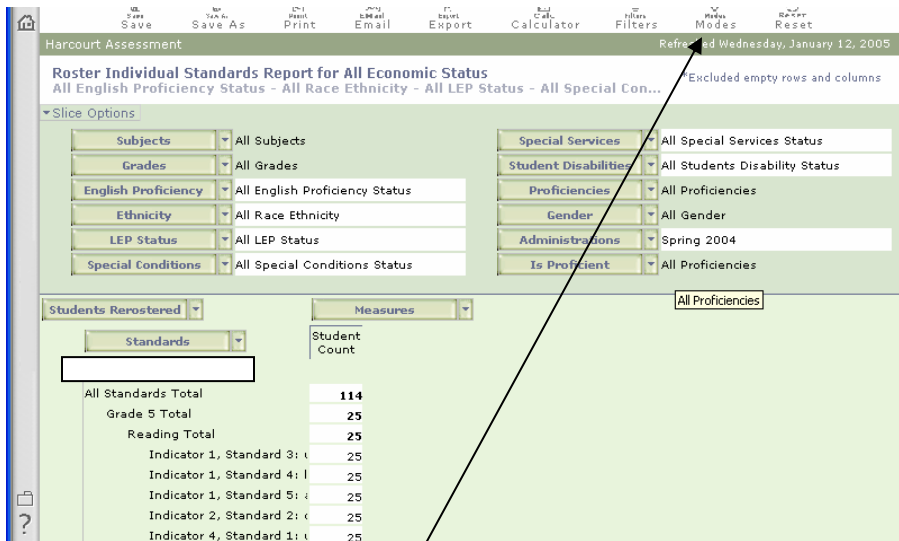 Save Save As Print Email Export Calculator Filters Modes Reset
Harcourt Assessment Refreshed Wednesday, January 12, 2005
Roster Individual Standards Report for All Economic Status
All English Proficiency Status - All Race Ethnicity - All LEP Status - All Special Con...
*Excluded empty rows and columns
Slice Options
Subjects All Subjects Special Services All Special Services Status
Grades All Grades Student Disabilities All Students Disability Status
English Proficiency All English Proficiency Status Proficiencies All Proficiencies
Ethnicity All Race Ethnicity Gender All Gender
LEP Status All LEP Status Administrations Spring 2004
Special Conditions All Special Conditions Status Is Proficient All Proficiencies
All Proficiencies
Students Rerostered Measures
Standards Student
Count
All Standards Total 114
Grade 5 Total 25
Reading Total 25
Indicator 1, Standard 3: 25
Indicator 1, Standard 4: 25
Indicator 1, Standard 5: 25
Indicator 2, Standard 2: 25
Indicator 4, Standard 1: 25
?